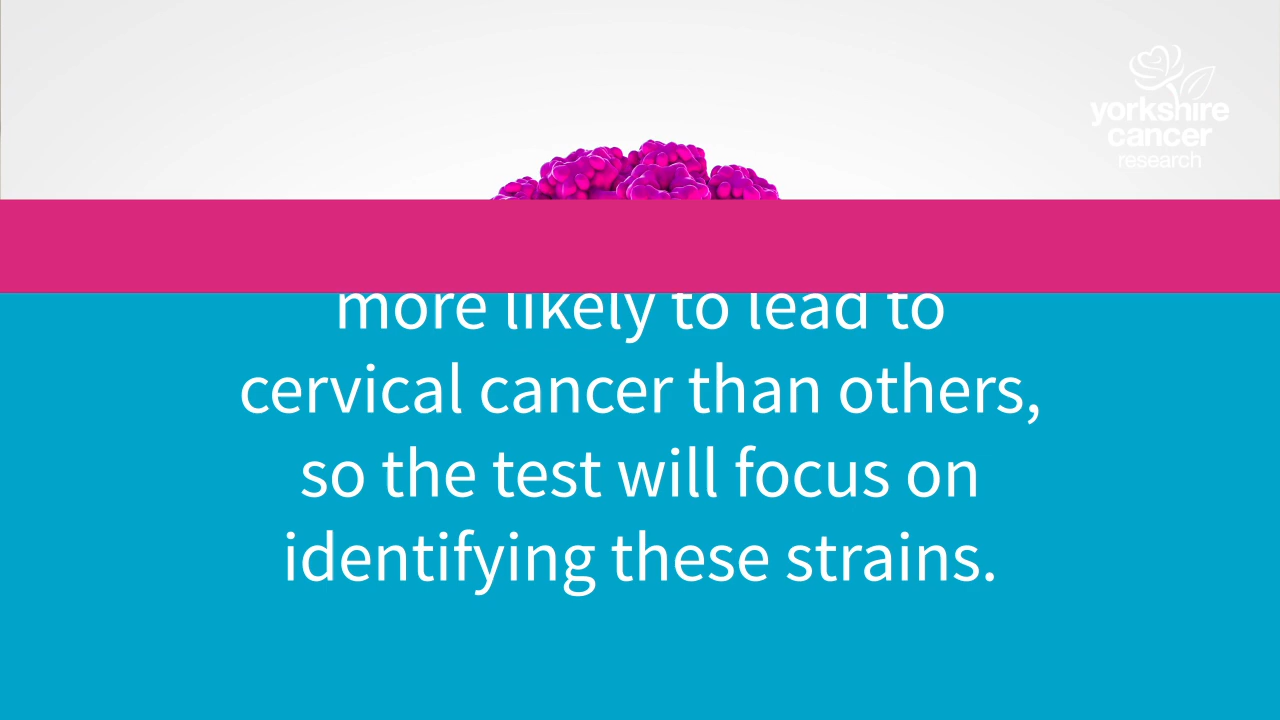 yorkshire
cancer
research
more likely to lead to
cervical cancer than others,
so the test will focus on
identifying these strains.